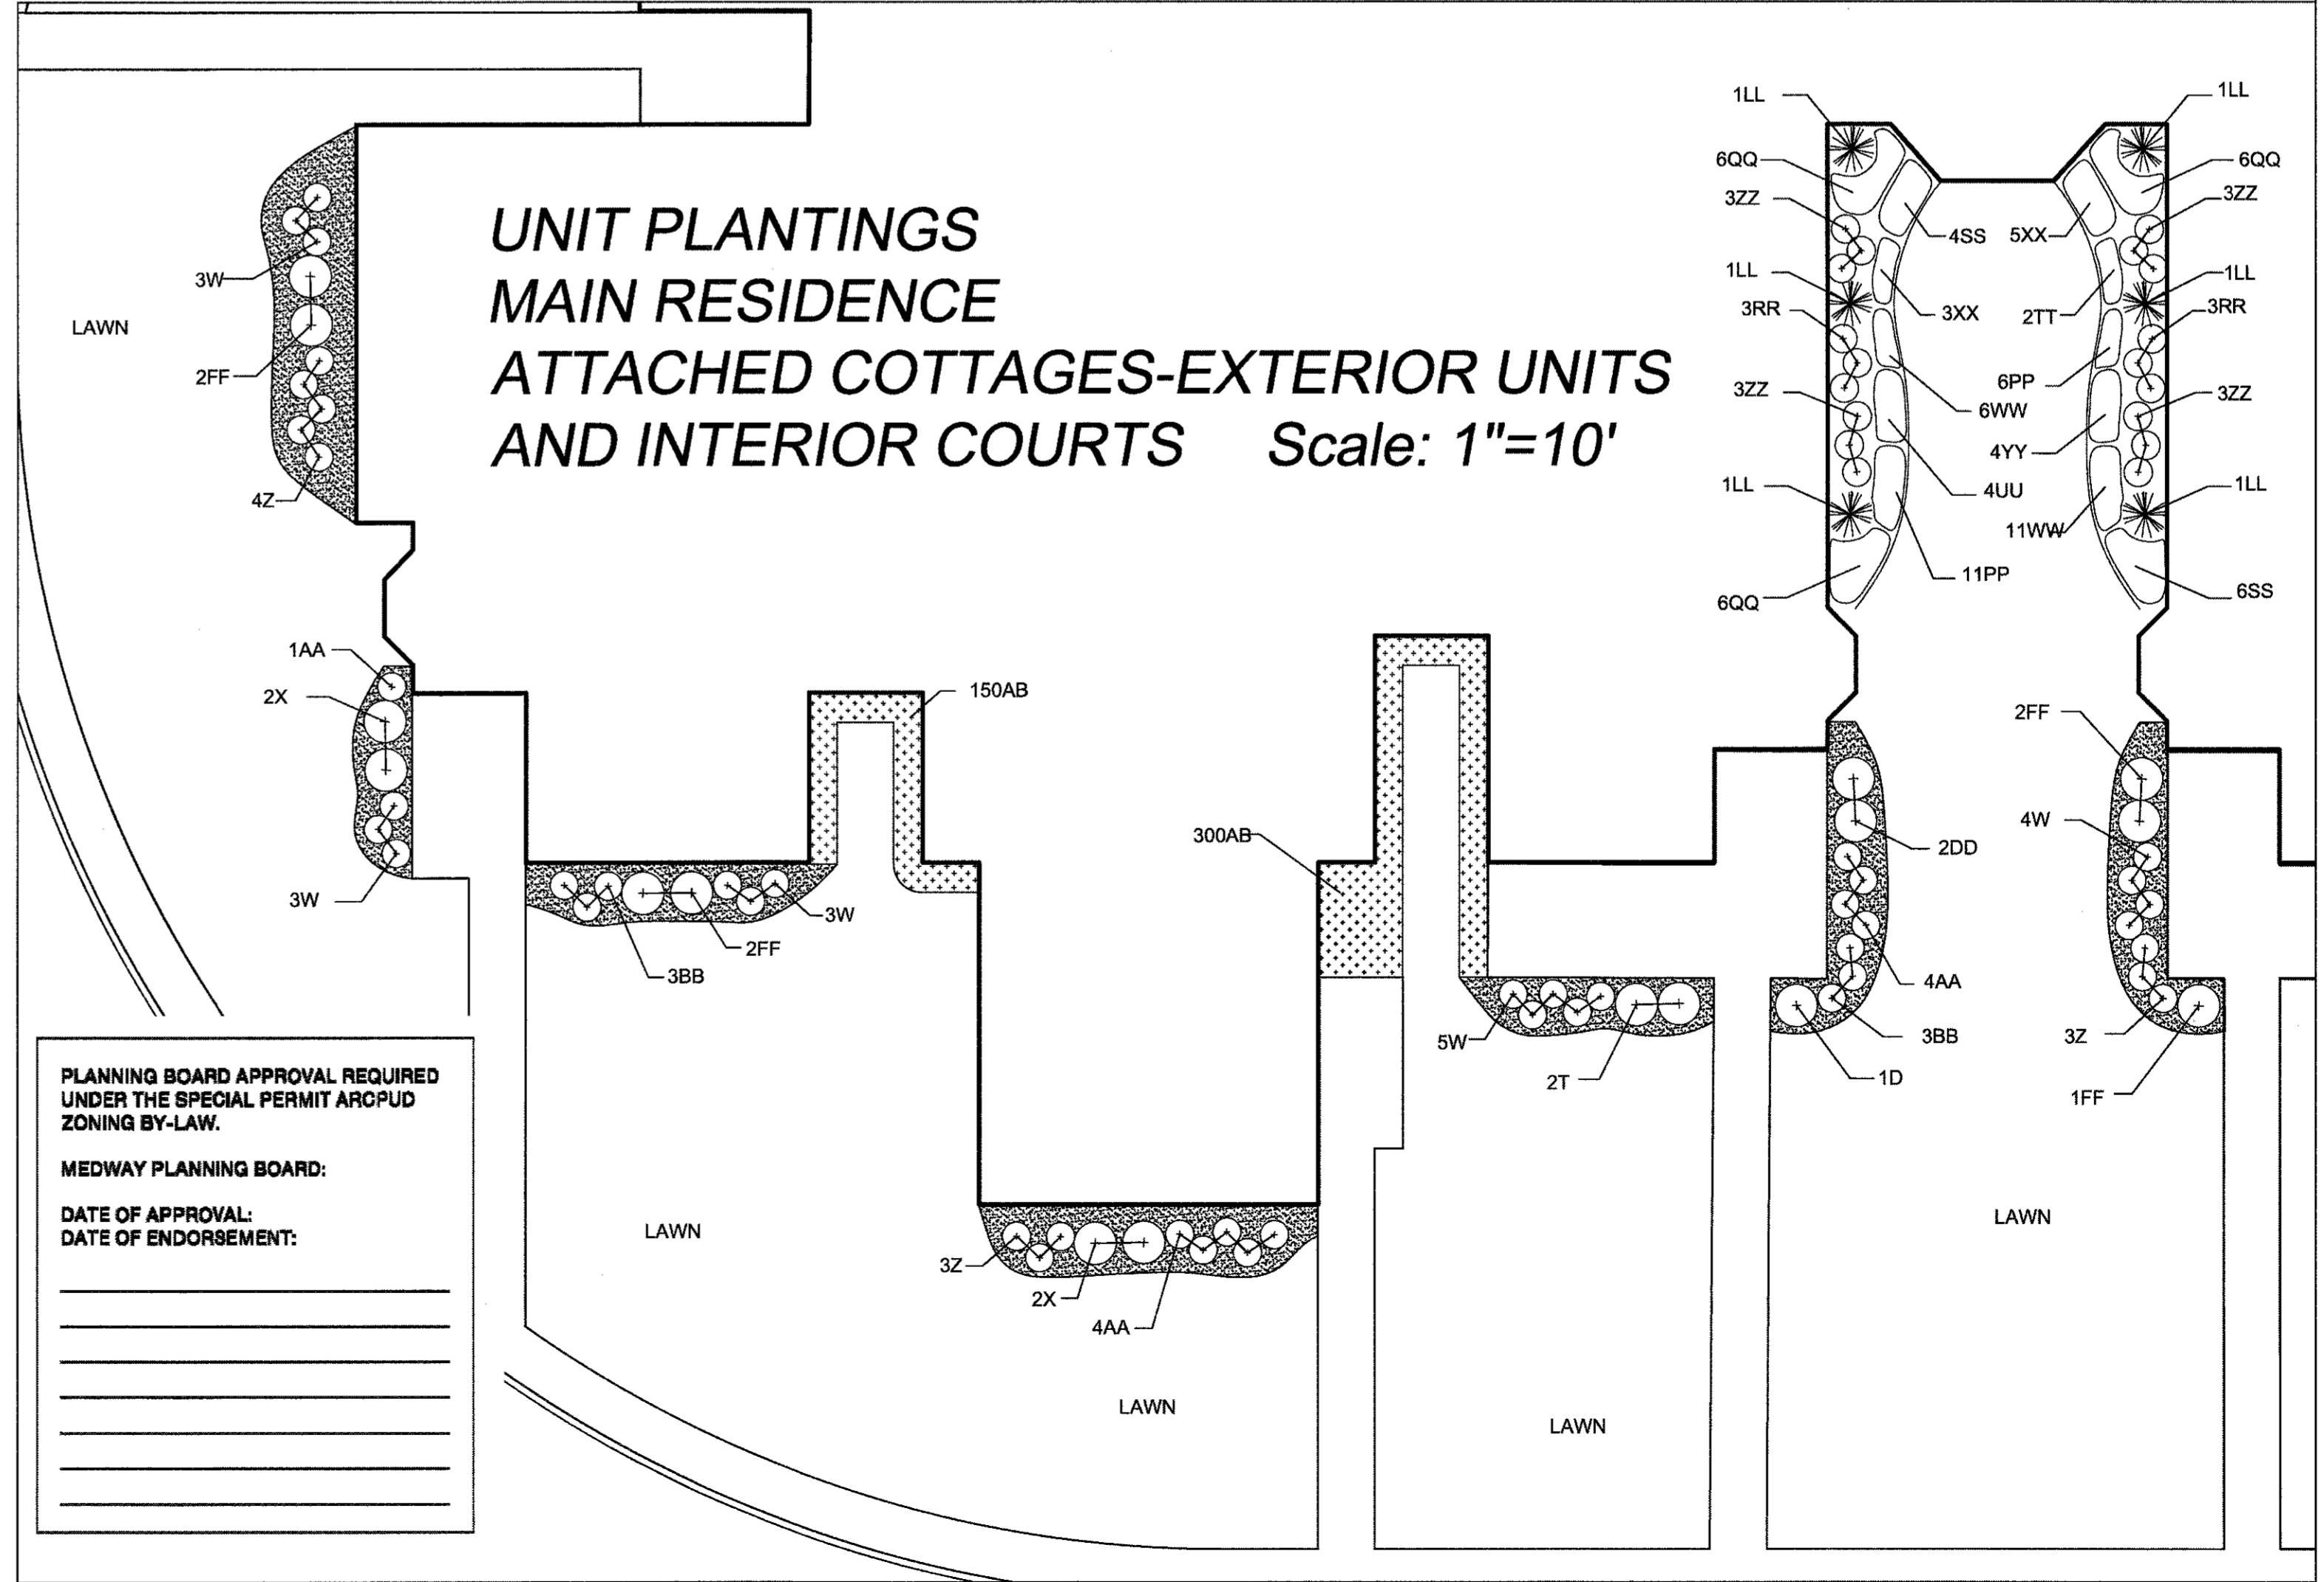 UNIT PLANTINGS
MAIN RESIDENCE
ATTACHED COTTAGES-EXTERIOR UNITS
AND INTERIOR COURTS Scale: 1"=10'
1LL
1LL
6QQ
6QQ
3ZZ
3ZZ
4SS
5XX
1LL
1LL
3RR
3XX
2TT
3RR
3ZZ
6PP
3ZZ
6WW
4YY
1LL
4UU
1LL
11WW
11PP
6QQ
6SS
3W
LAWN
2FF
4Z
1AA
2X
150AB
2FF
300AB
4W
2DD
3W
3W
2FF
3BB
4AA
5W
3BB
3Z
2T
1D
1FF
PLANNING BOARD APPROVAL REQUIRED
UNDER THE SPECIAL PERMIT ARCPUD
ZONING BY-LAW.
MEDWAY PLANNING BOARD:
DATE OF APPROVAL:
DATE OF ENDORSEMENT:
LAWN
LAWN
3Z
2X
4AA
LAWN
LAWN